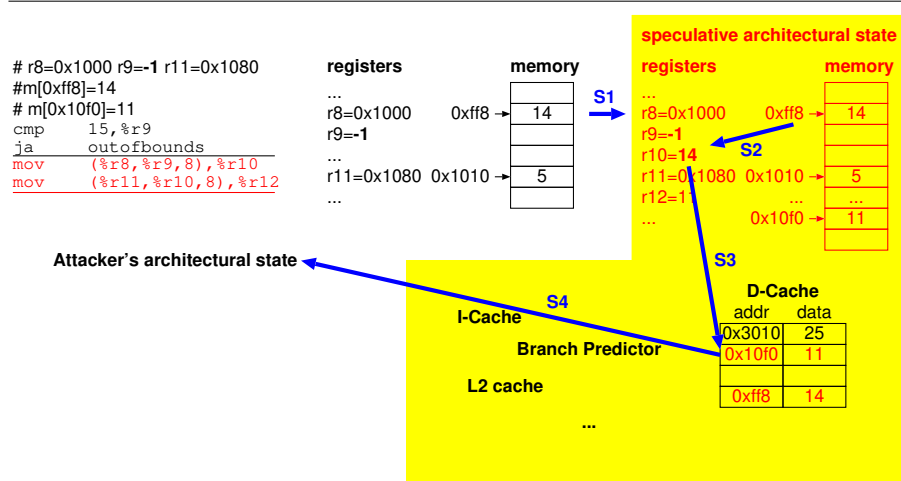 speculative architectural state
# r8=0x1000 r9=-1 r11=0x1080
#m[0xff8]=14
# m[0x10f0]=11
cmp 15,%r9
ja outofbounds
mov (%r8,%r9,8),%r10
mov (%r11,%r10,8),%r12
registers memory
...
r8=0x1000 0xff8 14
r9=-1
...
r11=0x1080 0x1010 5
...
S1
registers memory
...
r8=0x1000 0xff8 14
r9=-1
S2
r10=14
r11=0x1080 0x1010 5
r12=11 ... ...
... 0x10f0 11
S3
Attacker's architectural state
S4
I-Cache
Branch Predictor
L2 cache
...
D-Cache
addr data
0x3010 25
0x10f0 11
0xff8 14